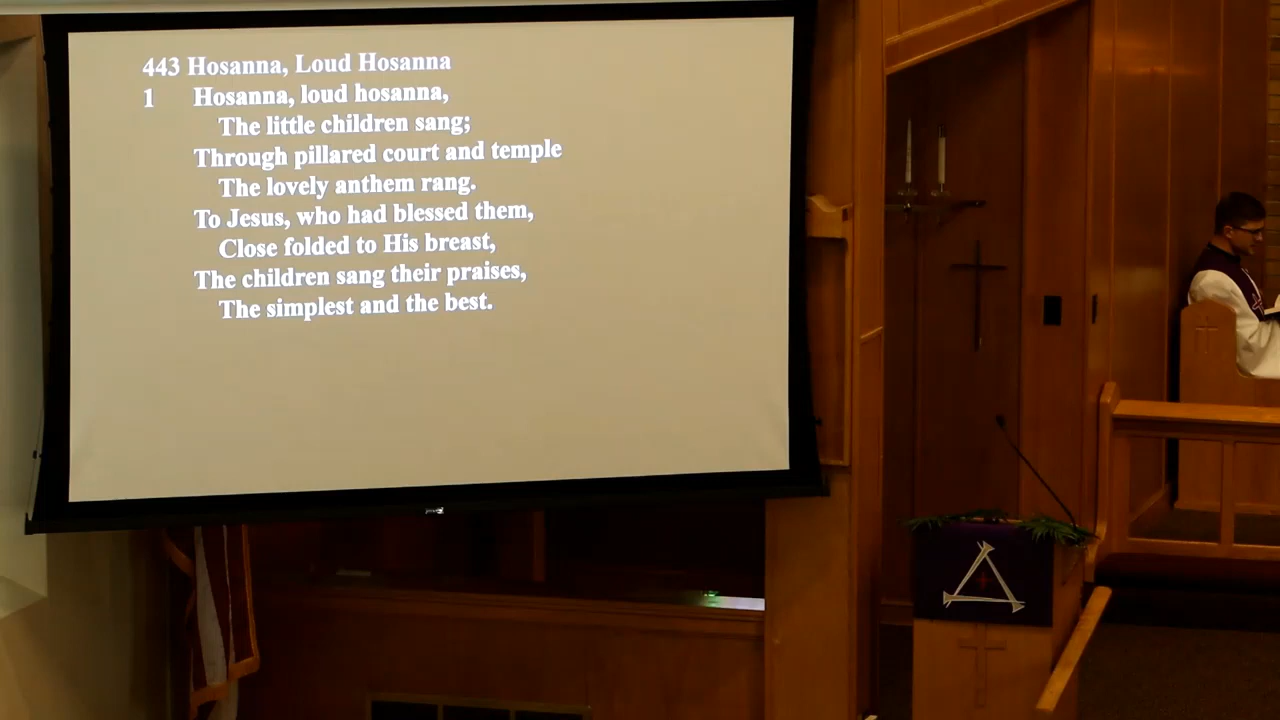 443 Hosanna, Loud Hosanna
1 Hosanna, loud hosanna,
The little children sang;
Through pillared court and temple
The lovely anthem rang.
To Jesus, who had blessed them,
Close folded to His breast,
The children sang their praises,
The simplest and the best.